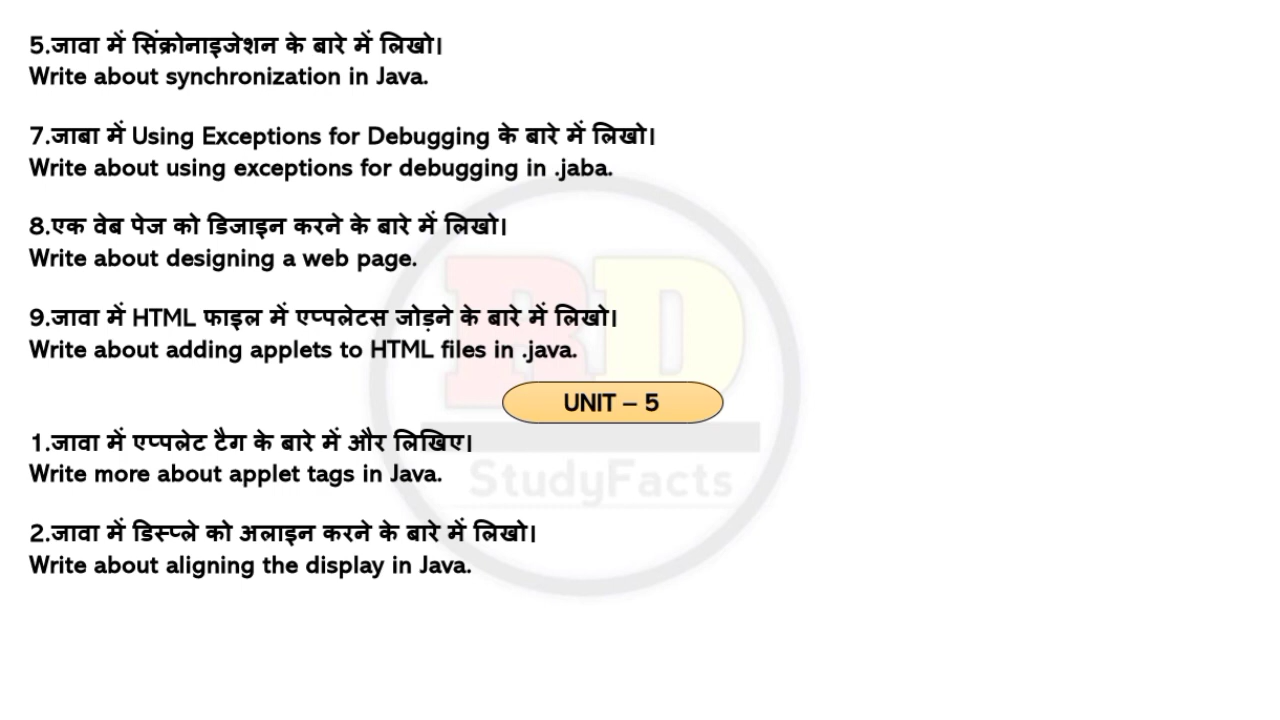 5.जावा में सिंक्रोनाइजेशन के बारे में लिखो।
Write about synchronization in Java.
7.जाबा में Using Exceptions for Debugging के बारे में लिखो।
Write about using exceptions for debugging in .jaba.
8.एक वेब पेज को डिजाइन करने के बारे में लिखो।
Write about designing a web page.
9.जावा में HTML फाइल में एप्पलेटस जोड़ने के बारे में लिखो।
Write about adding applets to HTML files in .java.
RD
UNIT – 5
1.जावा में एप्पलेट टैग के बारे में और लिखिए।
Write more about applet tags in Java.
StudyFacts
2.जावा में डिस्प्ले को अलाइन करने के बारे में लिखो।
Write about aligning the display in Java.